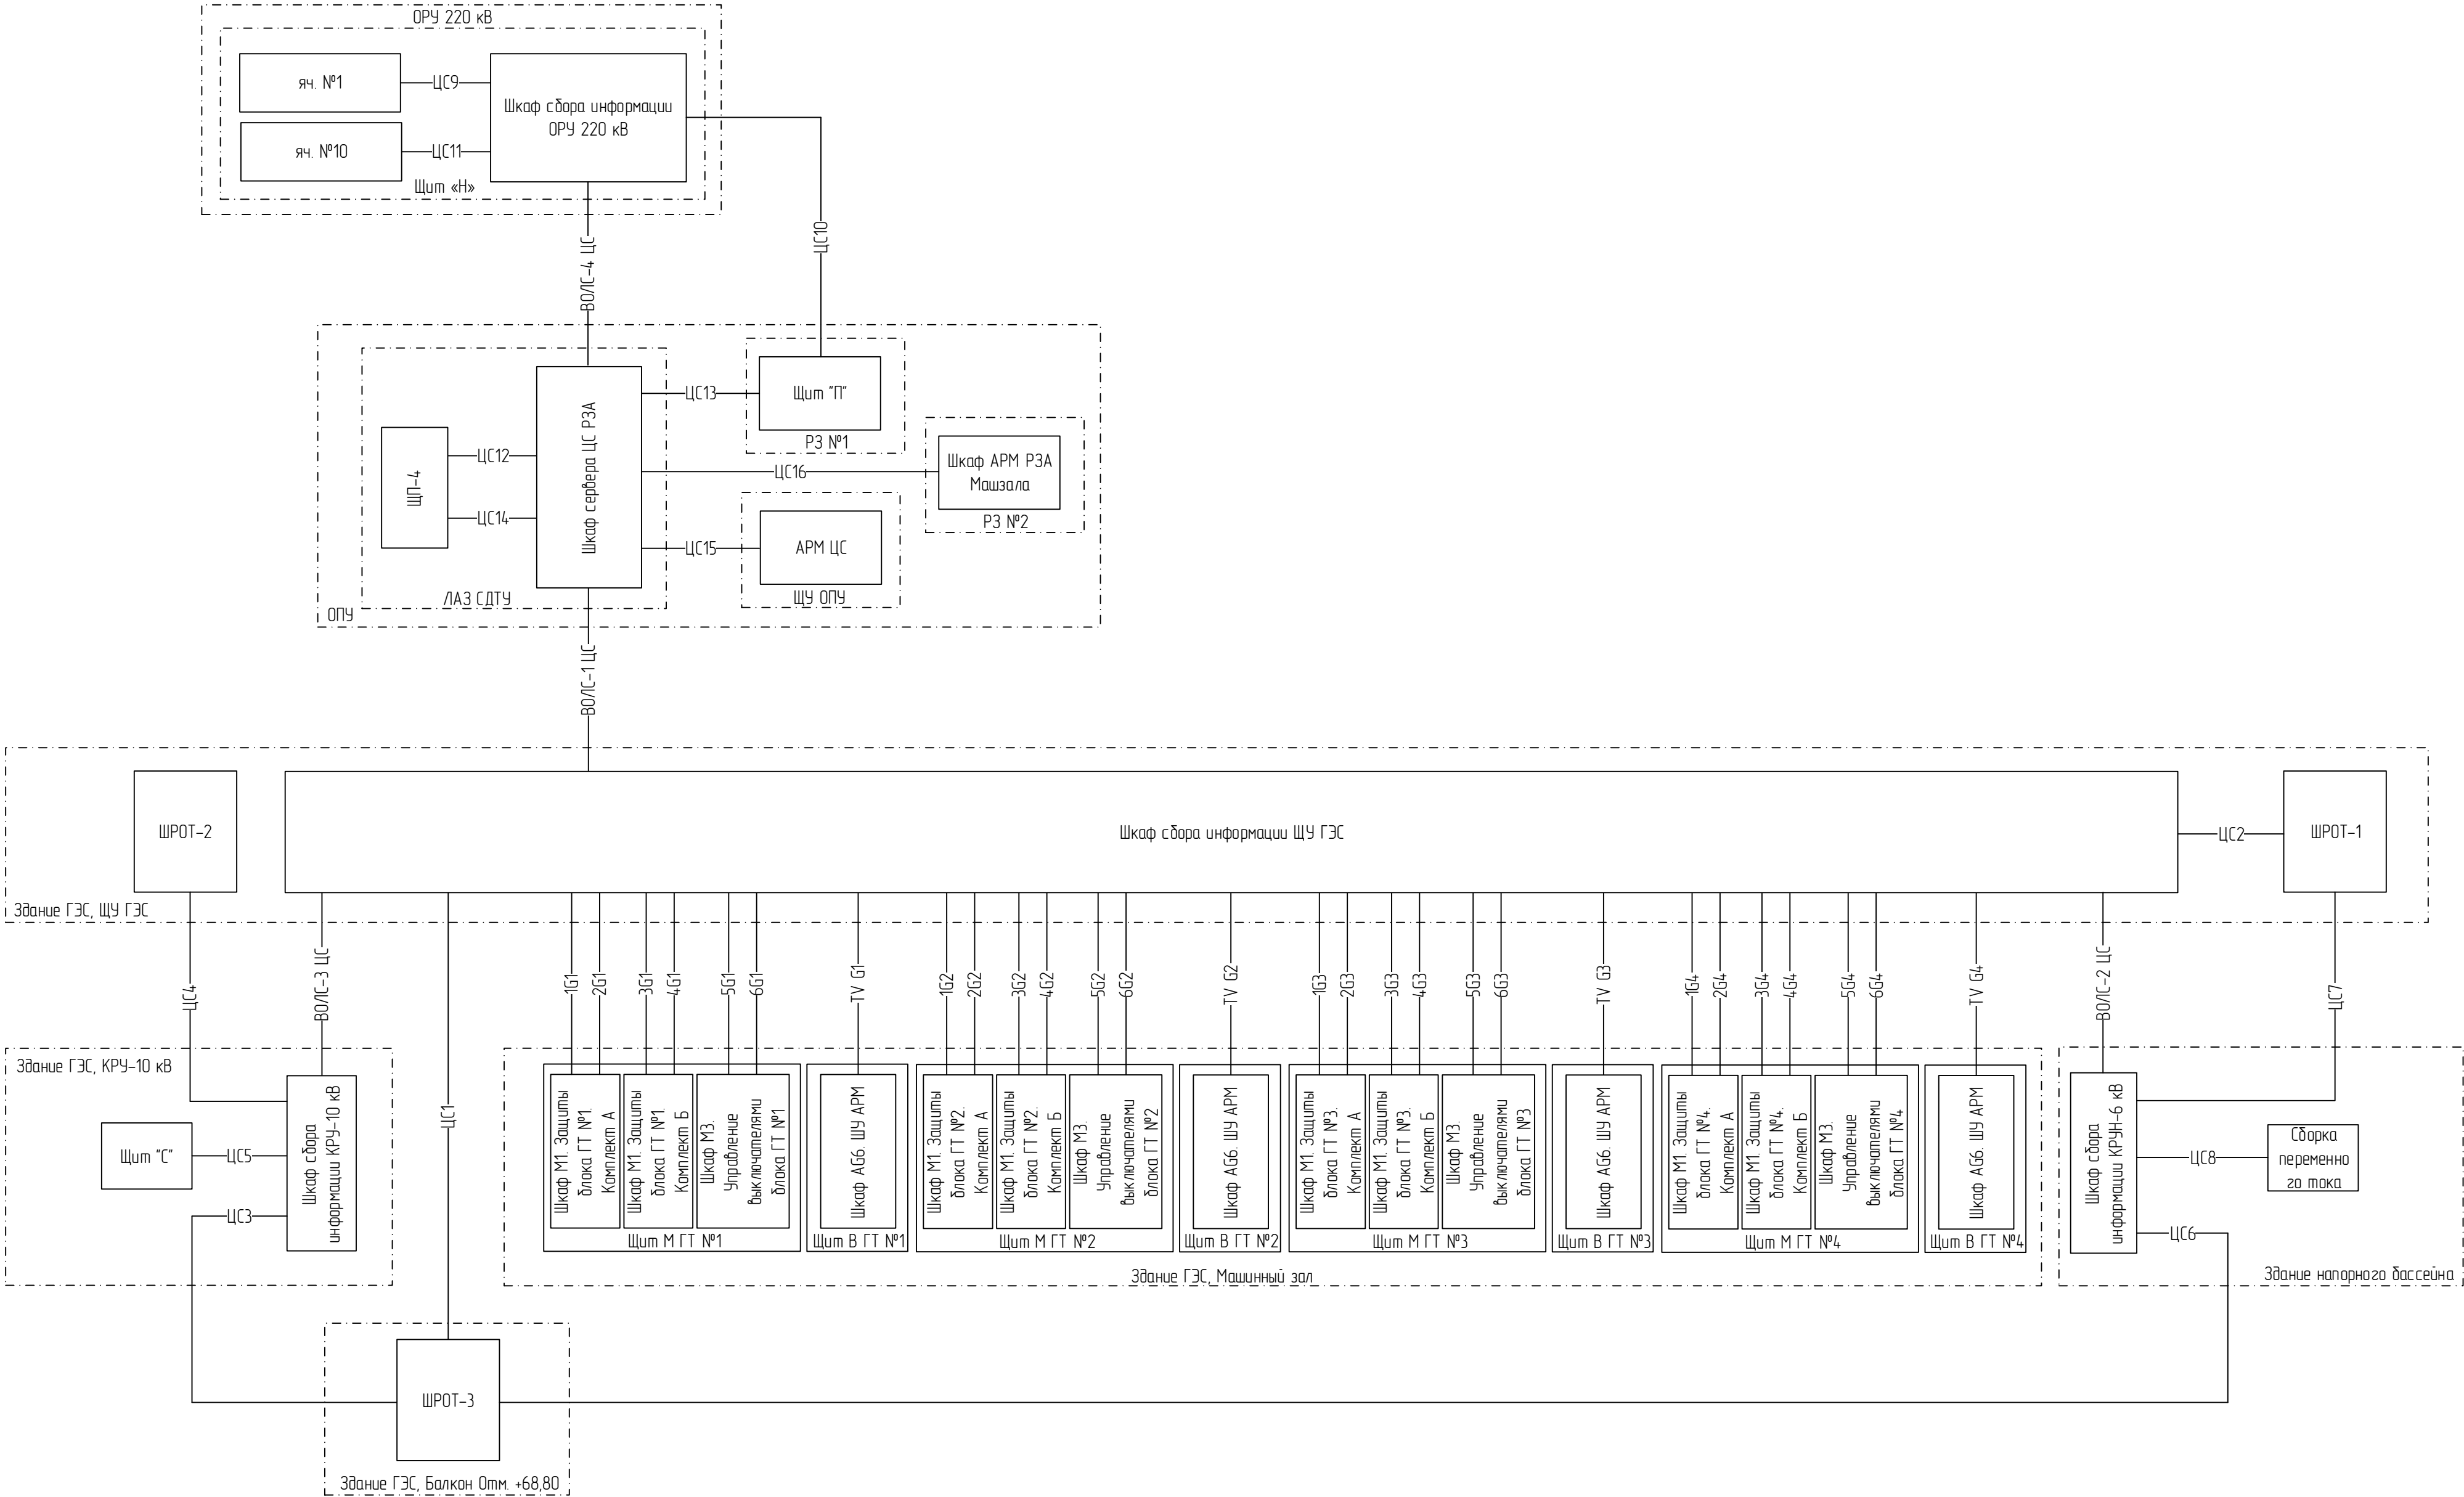 ОРУ 220 кВ
яч. №1
ЦС9
Шкаф сбора информации
ОРУ 220 кВ
яч. №10
ЦС11
Щит «Н»
ВОЛС-4 ЦС
ЦС10
ЩП-4
ЦС12
ЦС14
Шкаф сервера ЦС РЗА
ЦС13
Щит "П"
РЗ №1
ЦС16
Шкаф АРМ РЗА
Машзала
РЗ №2
ЦС15
АРМ ЦС
ЩУ ОПУ
ЛАЗ СДТУ
ОПУ
ВОЛС-1 ЦС
ШРОТ-2
Шкаф сбора информации ЩУ ГЭС
ЦС2
ШРОТ-1
Здание ГЭС, ЩУ ГЭС
ЦС4
ВОЛС-3 ЦС
ЦС1
1G1
2G1
3G1
4G1
5G1
6G1
TV G1
1G2
2G2
3G2
4G2
5G2
6G2
TV G2
1G3
2G3
3G3
4G3
5G3
6G3
TV G3
1G4
2G4
3G4
4G4
5G4
6G4
TV G4
ВОЛС-2 ЦС
ЦС7
Здание ГЭС, КРУ-10 кВ
Щит "С"
ЦС5
ЦС3
Шкаф сбора
информации КРУ-10 кВ
Шкаф М1. Защиты
блока ГТ №1.
Комплект А
Шкаф М1. Защиты
блока ГТ №1.
Комплект Б
Шкаф М3.
Управление
выключателями
блока ГТ №1
Щит М ГТ №1
Шкаф AG6. ШУ АРМ
Щит В ГТ №1
Шкаф М1. Защиты
блока ГТ №2.
Комплект А
Шкаф М1. Защиты
блока ГТ №2.
Комплект Б
Шкаф М3.
Управление
выключателями
блока ГТ №2
Щит М ГТ №2
Шкаф AG6. ШУ АРМ
Щит В ГТ №2
Шкаф М1. Защиты
блока ГТ №3.
Комплект А
Шкаф М1. Защиты
блока ГТ №3.
Комплект Б
Шкаф М3.
Управление
выключателями
блока ГТ №3
Щит М ГТ №3
Шкаф AG6. ШУ АРМ
Щит В ГТ №3
Шкаф М1. Защиты
блока ГТ №4.
Комплект А
Шкаф М1. Защиты
блока ГТ №4.
Комплект Б
Шкаф М3.
Управление
выключателями
блока ГТ №4
Щит М ГТ №4
Шкаф AG6. ШУ АРМ
Щит В ГТ №4
Здание ГЭС, Машинный зал
Шкаф сбора
информации КРУН-6 кВ
ЦС8
Сборка
переменно
го тока
ЦС6
Здание напорного бассейна
ШРОТ-3
Здание ГЭС, Балкон Отм. +68,80